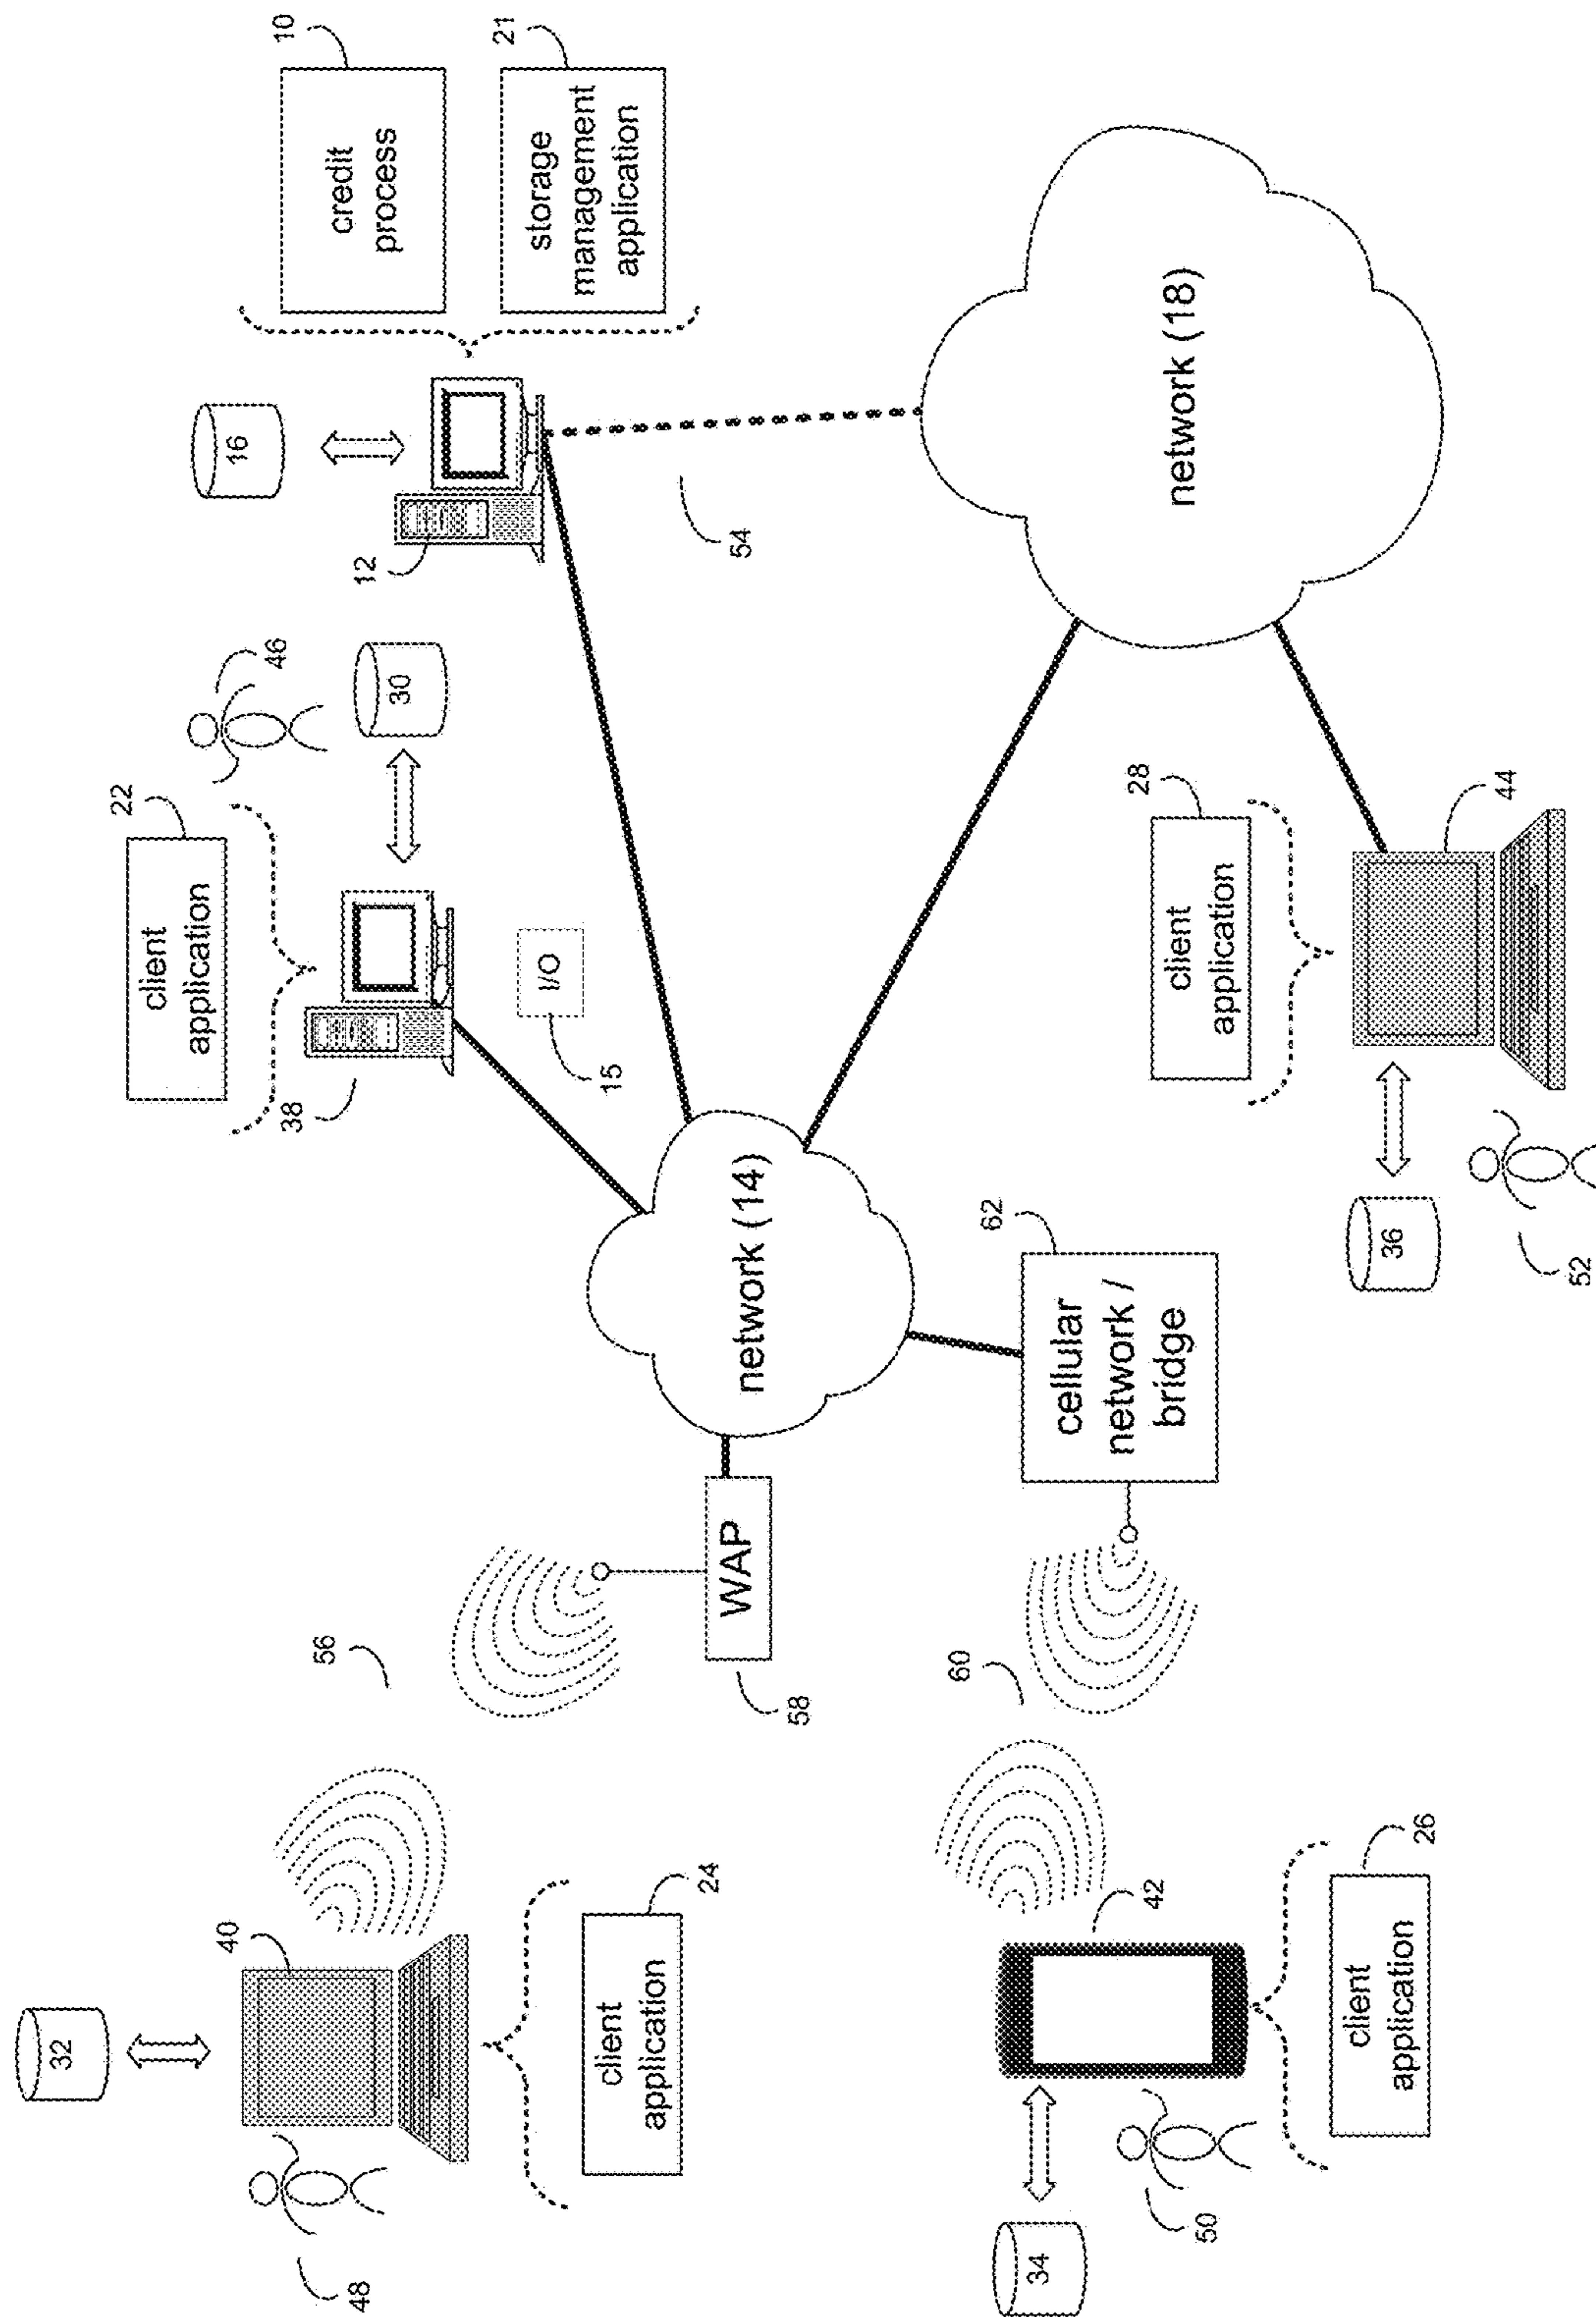 32
22
client
application
40
16
46
10
38
56
credit
process
48
12
30
21
storage
management
application
I/O
client
application
15
24
WAP
network (14)
54
58
60
62
34
cellular
network /
bridge
28
42
client
application
network (18)
50
client
application
36
26
44
52